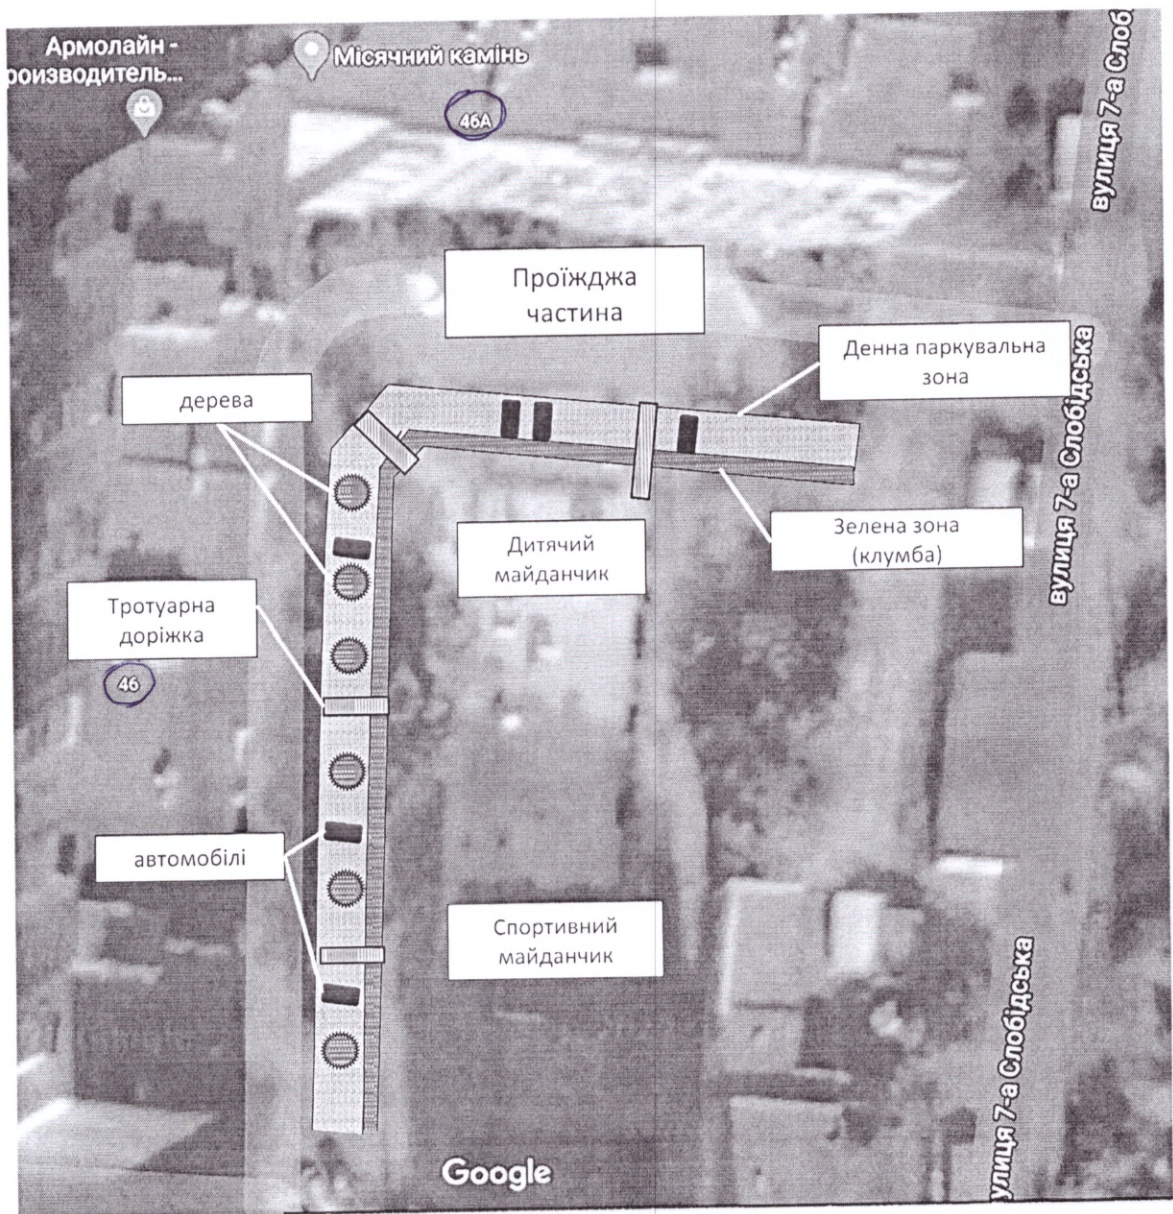 Армолайн -
роизводитель...
Місячний камінь
46А
вулиця 7-а Слоб
Проїжджа
частина
Денна паркувальна
зона
дерева
вулиця 7-а Слобідська
Зелена зона
(клумба)
Дитячий
майданчик
Тротуарна
доріжка
46
автомобілі
Спортивний
майданчик
улиця 7-а Слобідська
Google